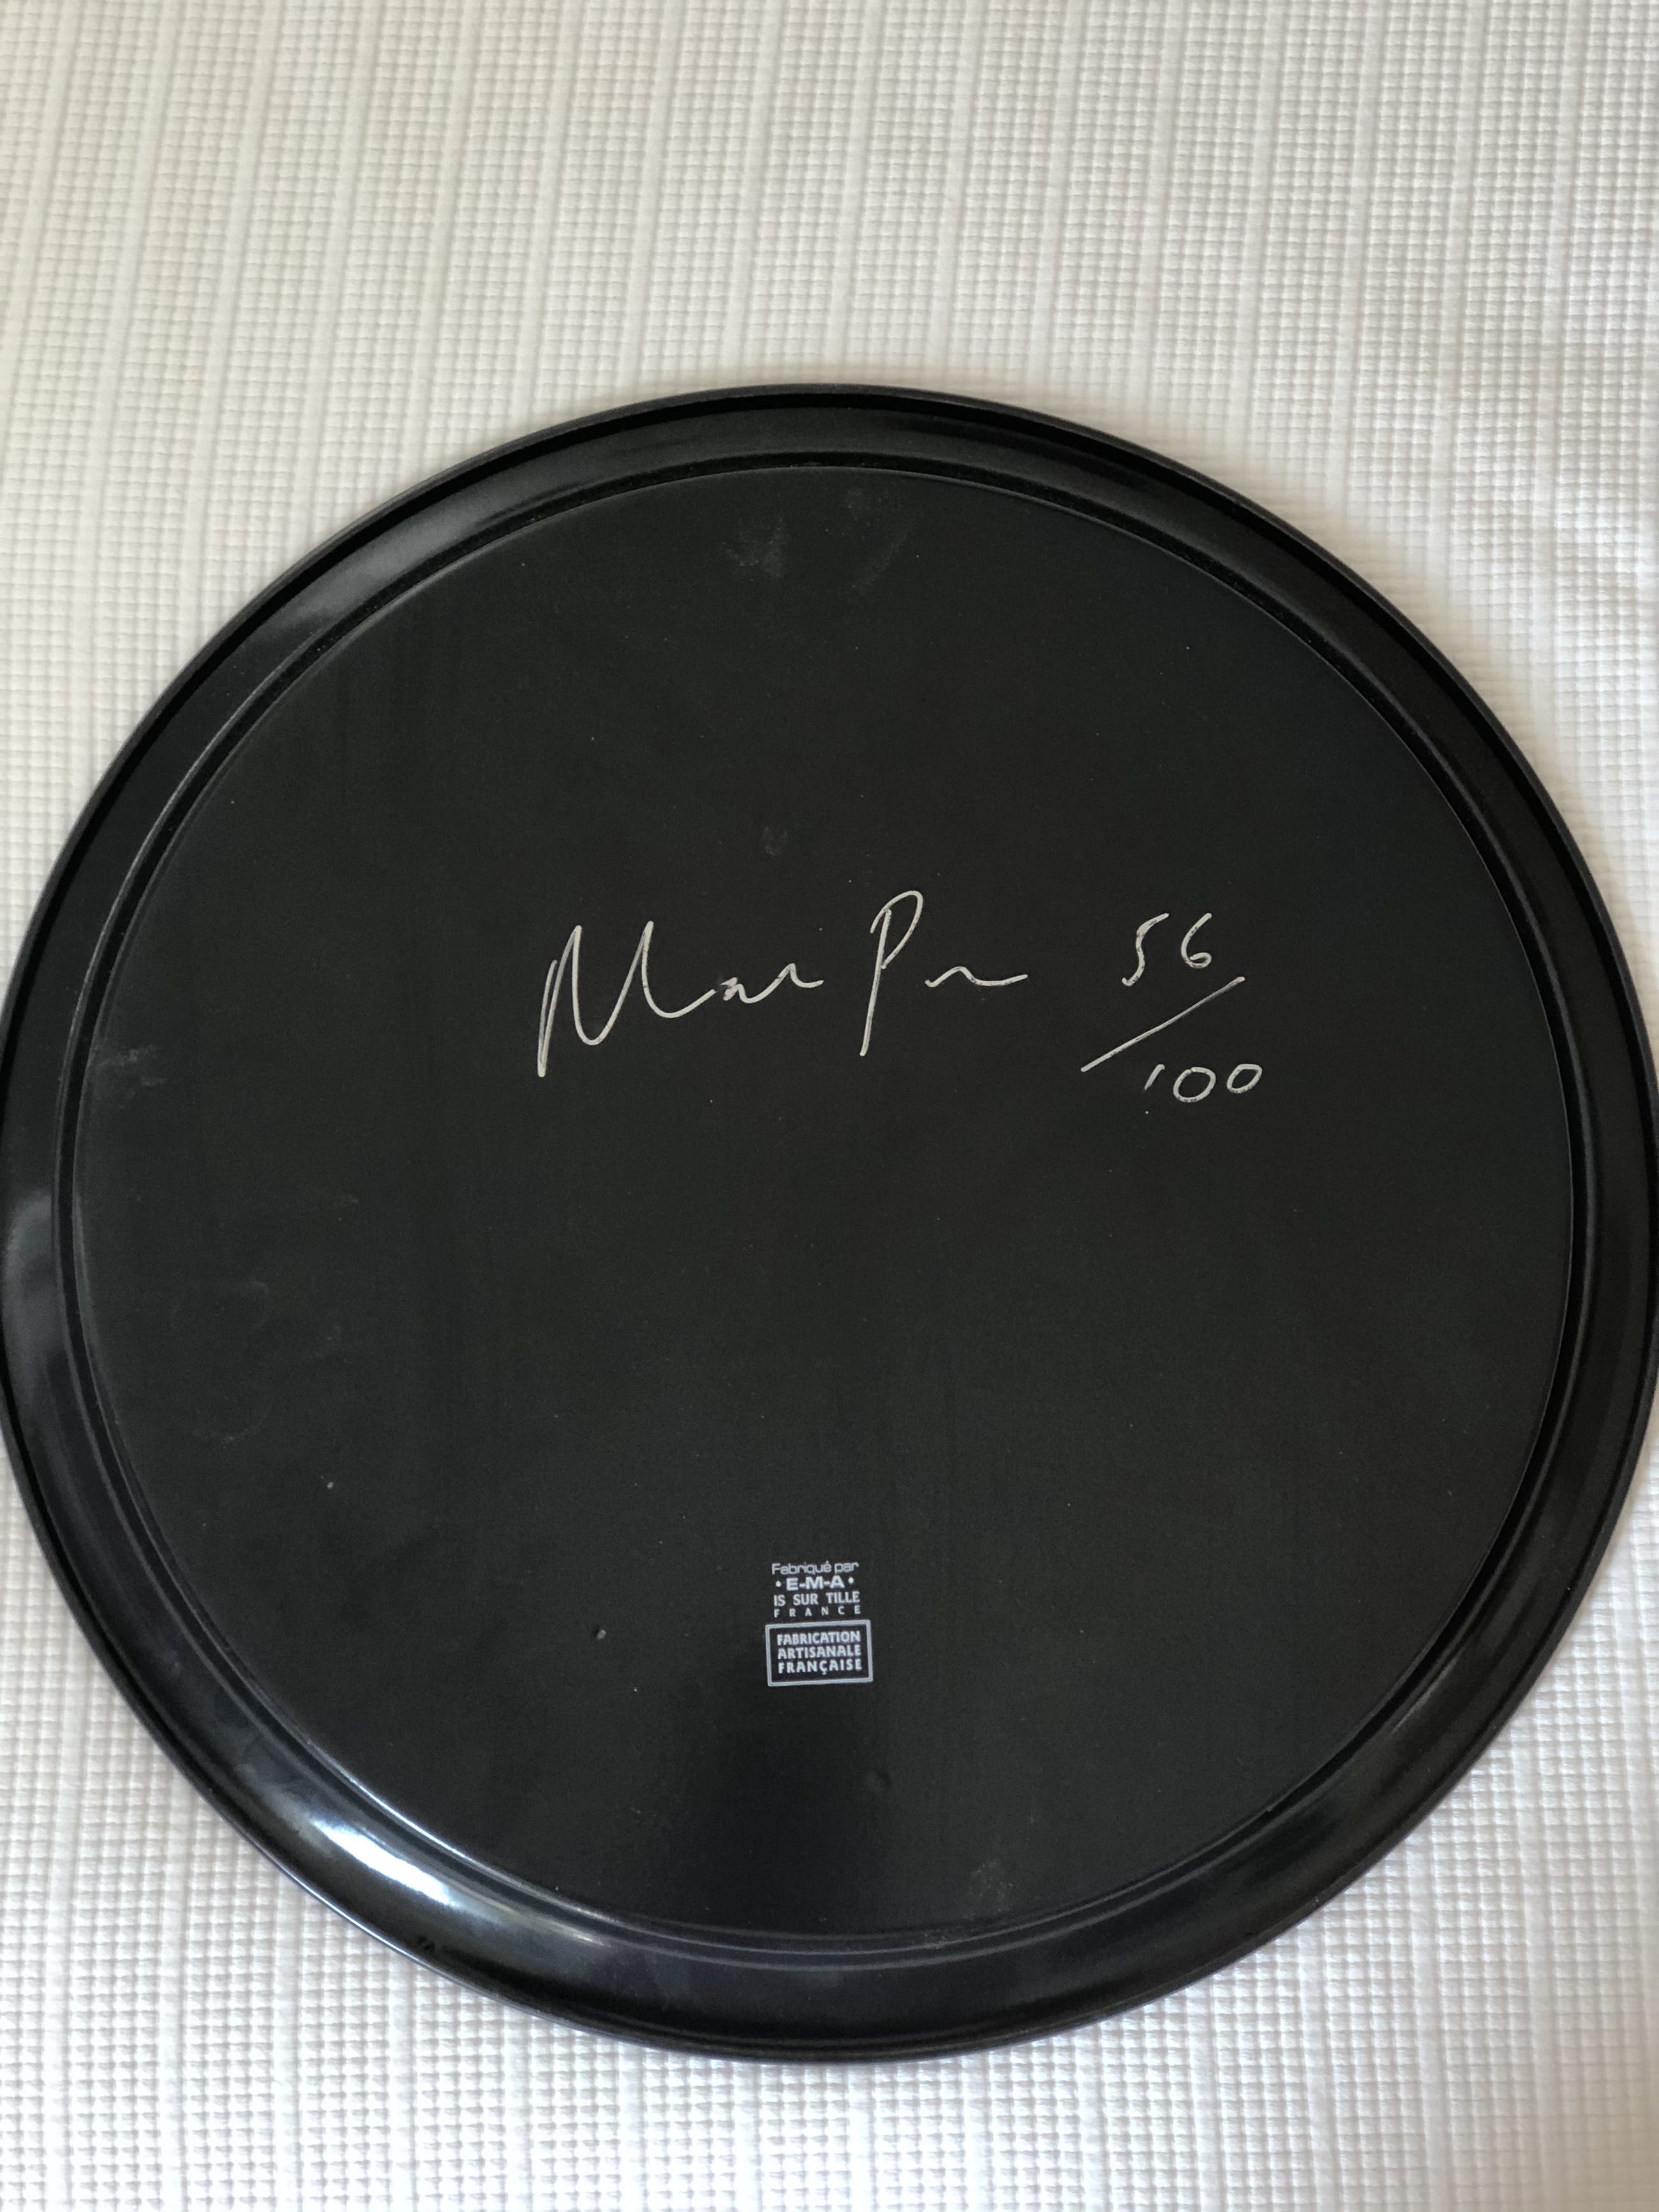 56
/
100
Fabriqué par
• E-M-A •
IS SUR TILLE
FRANCE
FABRICATION
ARTISANALE
FRANÇAISE